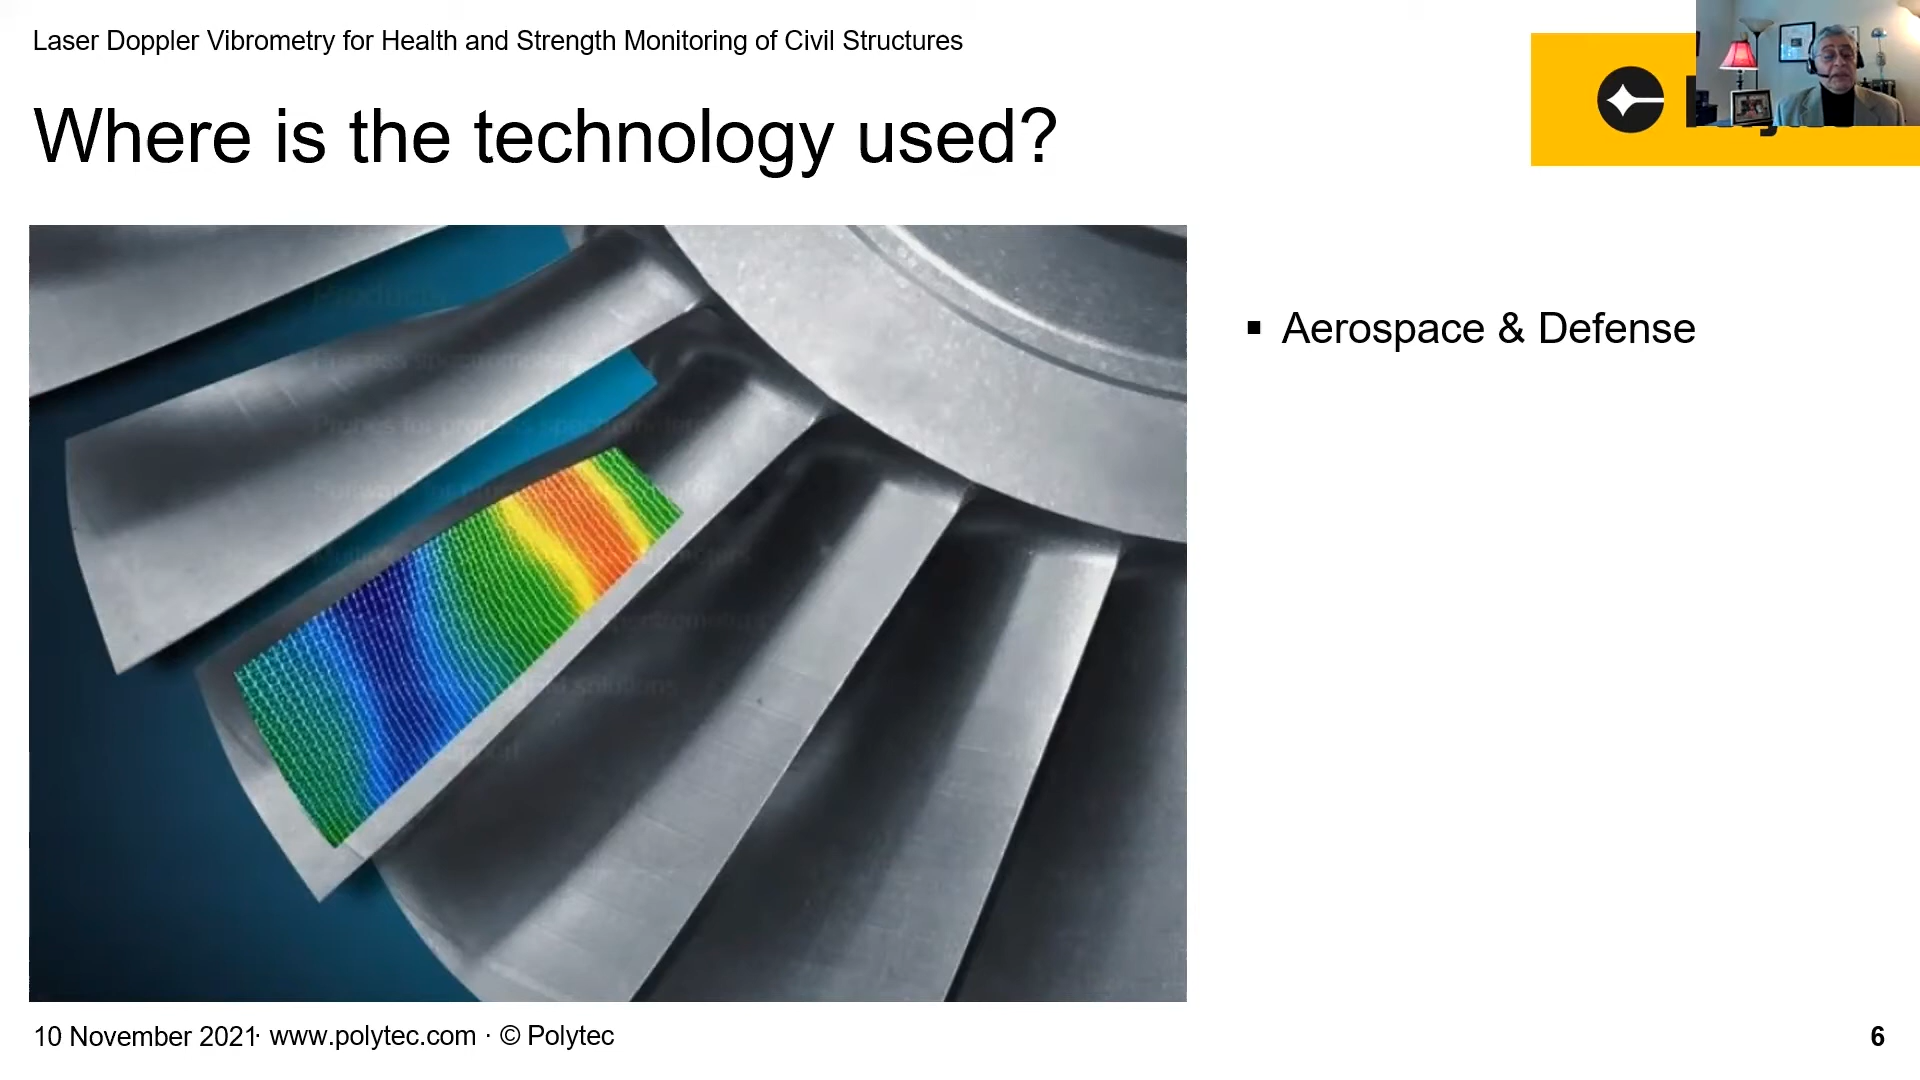 Laser Doppler Vibrometry for Health and Strength Monitoring of Civil Structures
Where is the technology used?
▪ Aerospace & Defense
10 November 2021· www.polytec.com · © Polytec
6